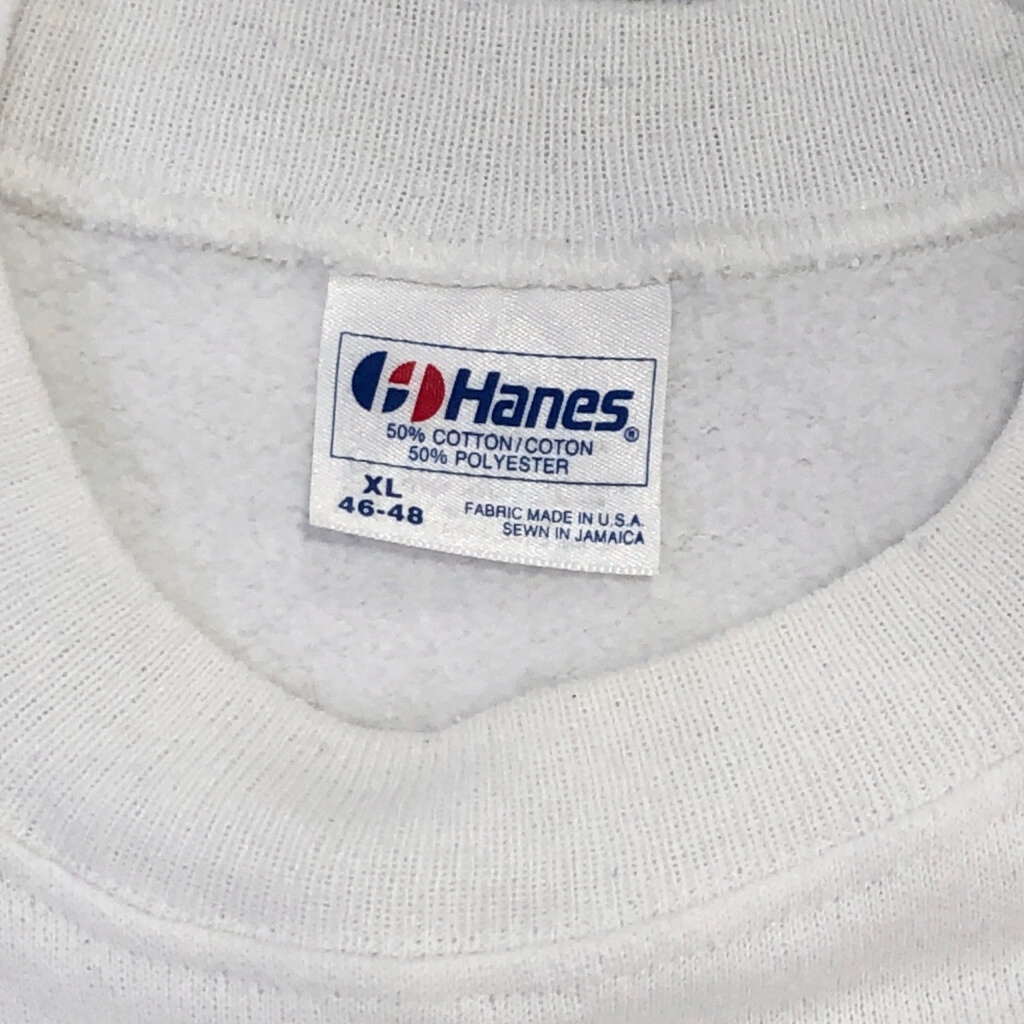 Hanes®
50% COTTON/COTON
50% POLYESTER
XL
46-48
FABRIC MADE IN U.S.A.
SEWN IN JAMAICA